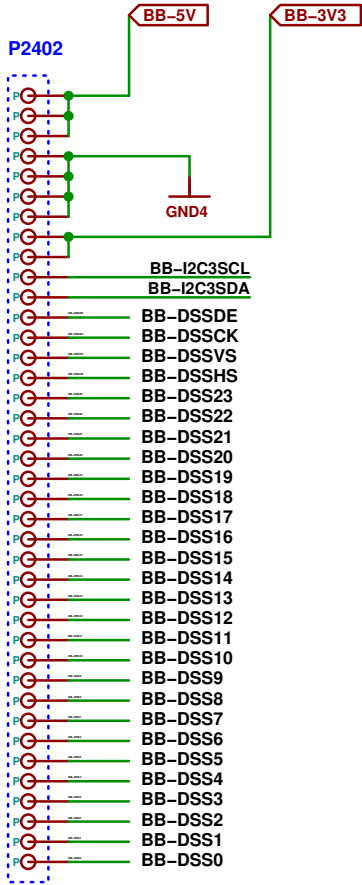 BB-5V
BB-3V3
P2402
P
P
P
P
P
P
P
GND4
P
P
P BB-I2C3SCL
P BB-I2C3SDA
P BB-DSSDE
P BB-DSSCK
P BB-DSSVS
P BB-DSSHS
P BB-DSS23
P BB-DSS22
P BB-DSS21
P BB-DSS20
P BB-DSS19
P BB-DSS18
P BB-DSS17
P BB-DSS16
P BB-DSS15
P BB-DSS14
P BB-DSS13
P BB-DSS12
P BB-DSS11
P BB-DSS10
P BB-DSS9
P BB-DSS8
P BB-DSS7
P BB-DSS6
P BB-DSS5
P BB-DSS4
P BB-DSS3
P BB-DSS2
P BB-DSS1
P BB-DSS0